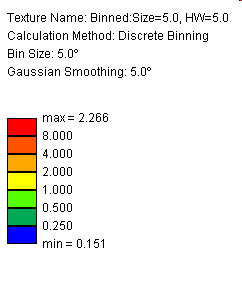 Texture Name: Binned:Size=5.0, HW=5.0
Calculation Method: Discrete Binning
Bin Size: 5.0°
Gaussian Smoothing: 5.0°
max = 2.266
8.000
4.000
2.000
1.000
0.500
0.250
min = 0.151